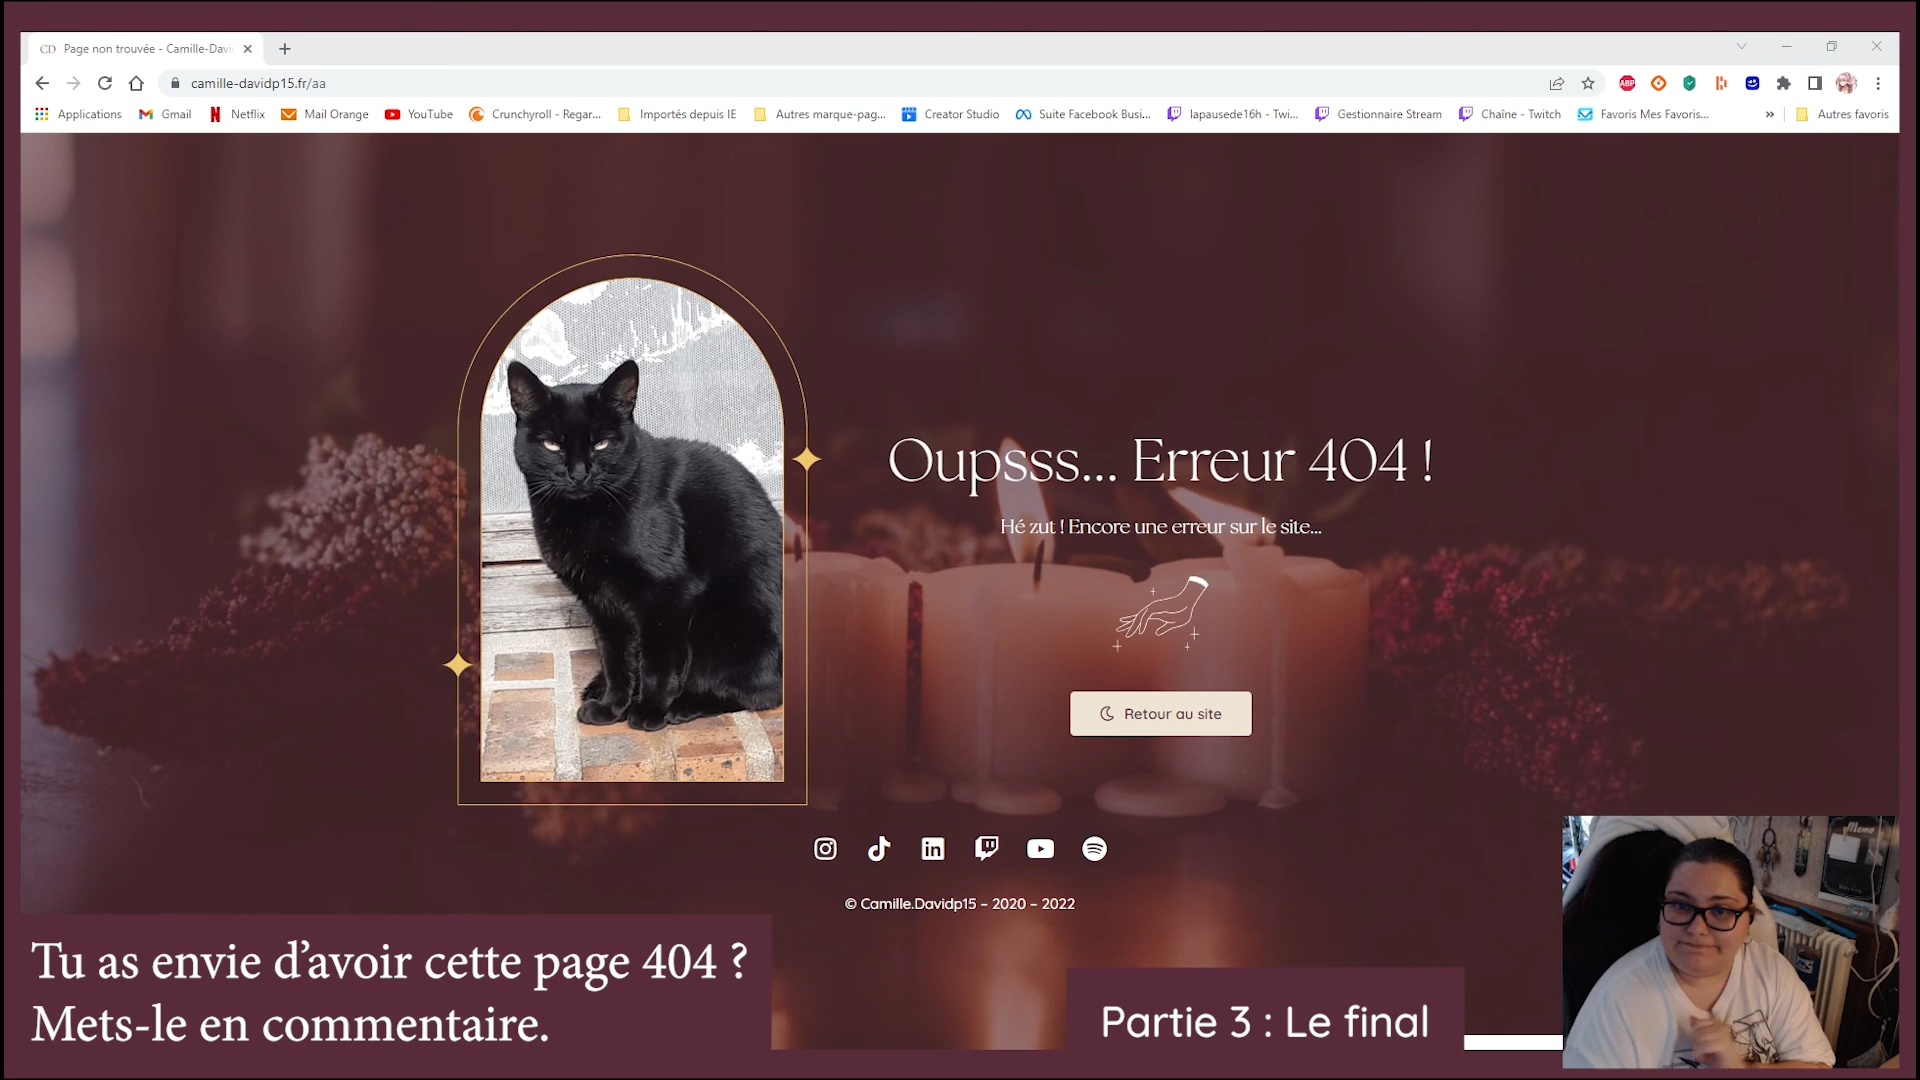 CD Page non trouvée - Camille-Davi
camille-davidp15.fr/aa
ABP
Applications Gmail Netflix Mail Orange YouTube Crunchyroll - Regar... Importés depuis IE Autres marque-pag... Creator Studio Suite Facebook Busi... lapausede16h - Twi... Gestionnaire Stream Chaîne - Twitch Favoris Mes Favoris... » Autres favoris
Oupsss... Erreur 404 !
Hé zut ! Encore une erreur sur le site...
Retour au site
© Camille.Davidp15 – 2020 – 2022
Memo
Tu as envie d’avoir cette page 404 ?
Mets-le en commentaire.
Partie 3 : Le final